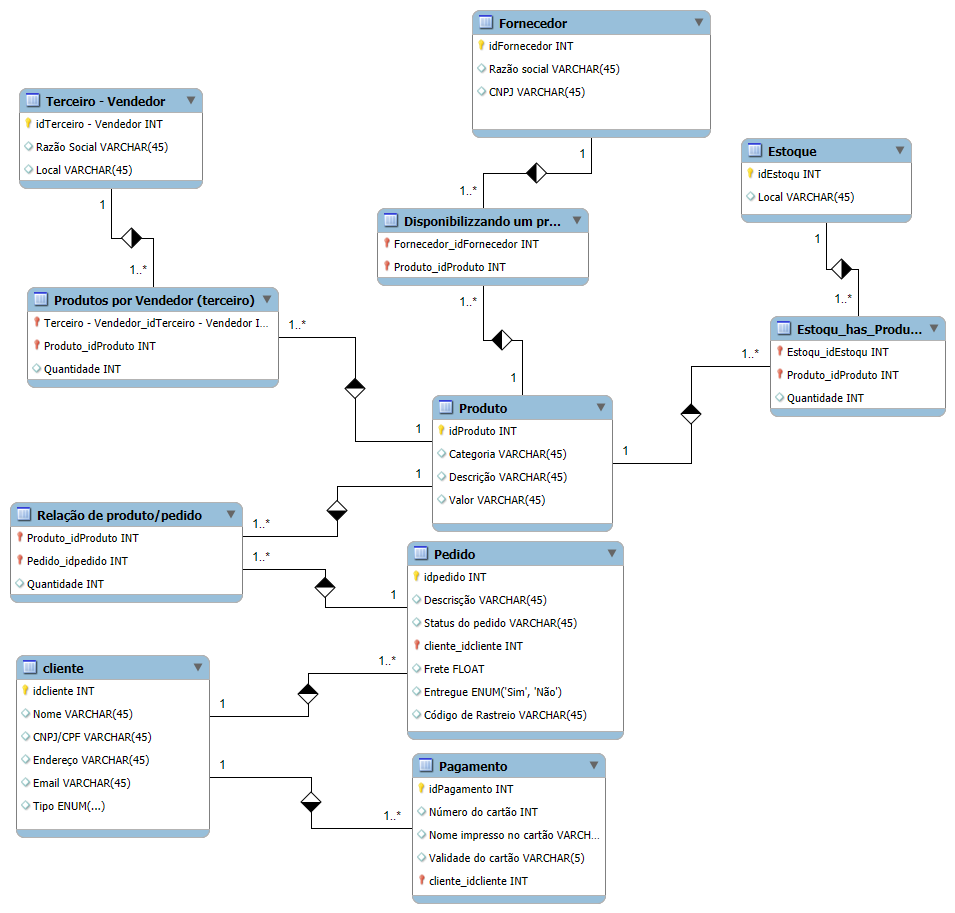 Fornecedor
idFornecedor INT
Razão social VARCHAR(45)
CNPJ VARCHAR(45)
Terceiro - Vendedor
idTerceiro - Vendedor INT
Razão Social VARCHAR(45)
Local VARCHAR(45)
Estoque
idEstoqu INT
Local VARCHAR(45)
1
1..*
1
1..*
1
1..*
Disponibilizzando um pr...
Fornecedor_idFornecedor INT
Produto_idProduto INT
1..*
1
Produtos por Vendedor (terceiro)
Terceiro - Vendedor_idTerceiro - Vendedor I...
Produto_idProduto INT
Quantidade INT
1..*
1
Estoqu_has_Produ...
Estoqu_idEstoqu INT
Produto_idProduto INT
Quantidade INT
1..*
1
Produto
idProduto INT
Categoria VARCHAR(45)
Descrição VARCHAR(45)
Valor VARCHAR(45)
1
1..*
Relação de produto/pedido
Produto_idProduto INT
Pedido_idpedido INT
Quantidade INT
1..*
1
Pedido
idpedido INT
Descrisção VARCHAR(45)
Status do pedido VARCHAR(45)
cliente_idcliente INT
Frete FLOAT
Entregue ENUM('Sim', 'Não')
Código de Rastreio VARCHAR(45)
1..*
1
cliente
idcliente INT
Nome VARCHAR(45)
CNPJ/CPF VARCHAR(45)
Endereço VARCHAR(45)
Email VARCHAR(45)
Tipo ENUM(...)
1
1..*
Pagamento
idPagamento INT
Número do cartão INT
Nome impresso no cartão VARCH...
Validade do cartão VARCHAR(5)
cliente_idcliente INT